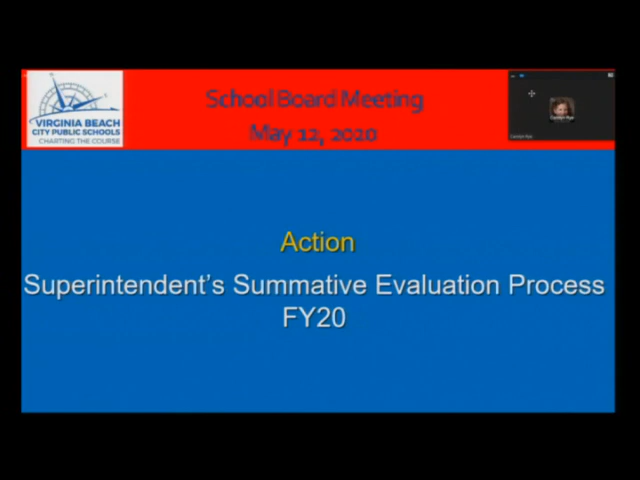 School Board Meeting
May 12, 2020
VIRGINIA BEACH
CITY PUBLIC SCHOOLS
CHARTING THE COURSE
Action
Superintendent's Summative Evaluation Process
FY20